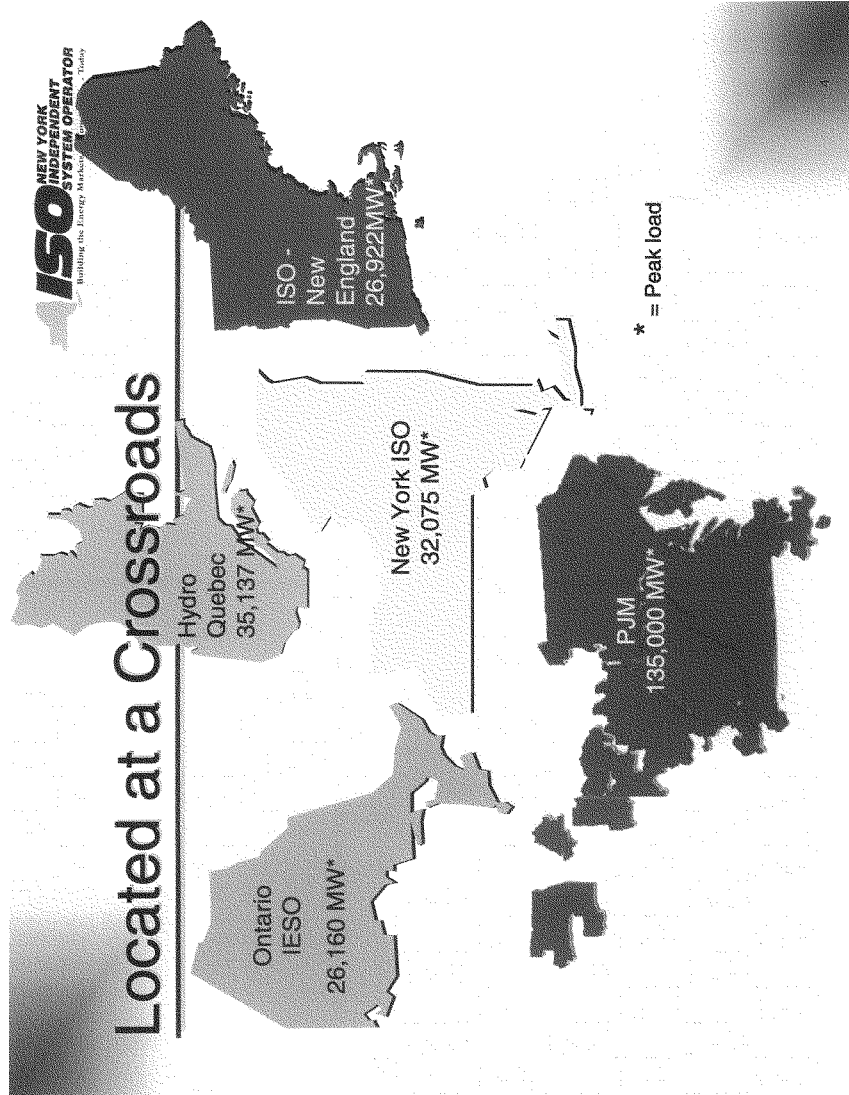 Located at a Crossroads
ISO
NEW YORK
INDEPENDENT
SYSTEM OPERATOR
Building the Energy Markets
Today
Ontario
IESO
26,160 MW*
Hydro
Quebec
35,137 MW*
ISO -
New
England
26,922MW*
New York ISO
32,075 MW*
PJM
135,000 MW*
* = Peak load
4